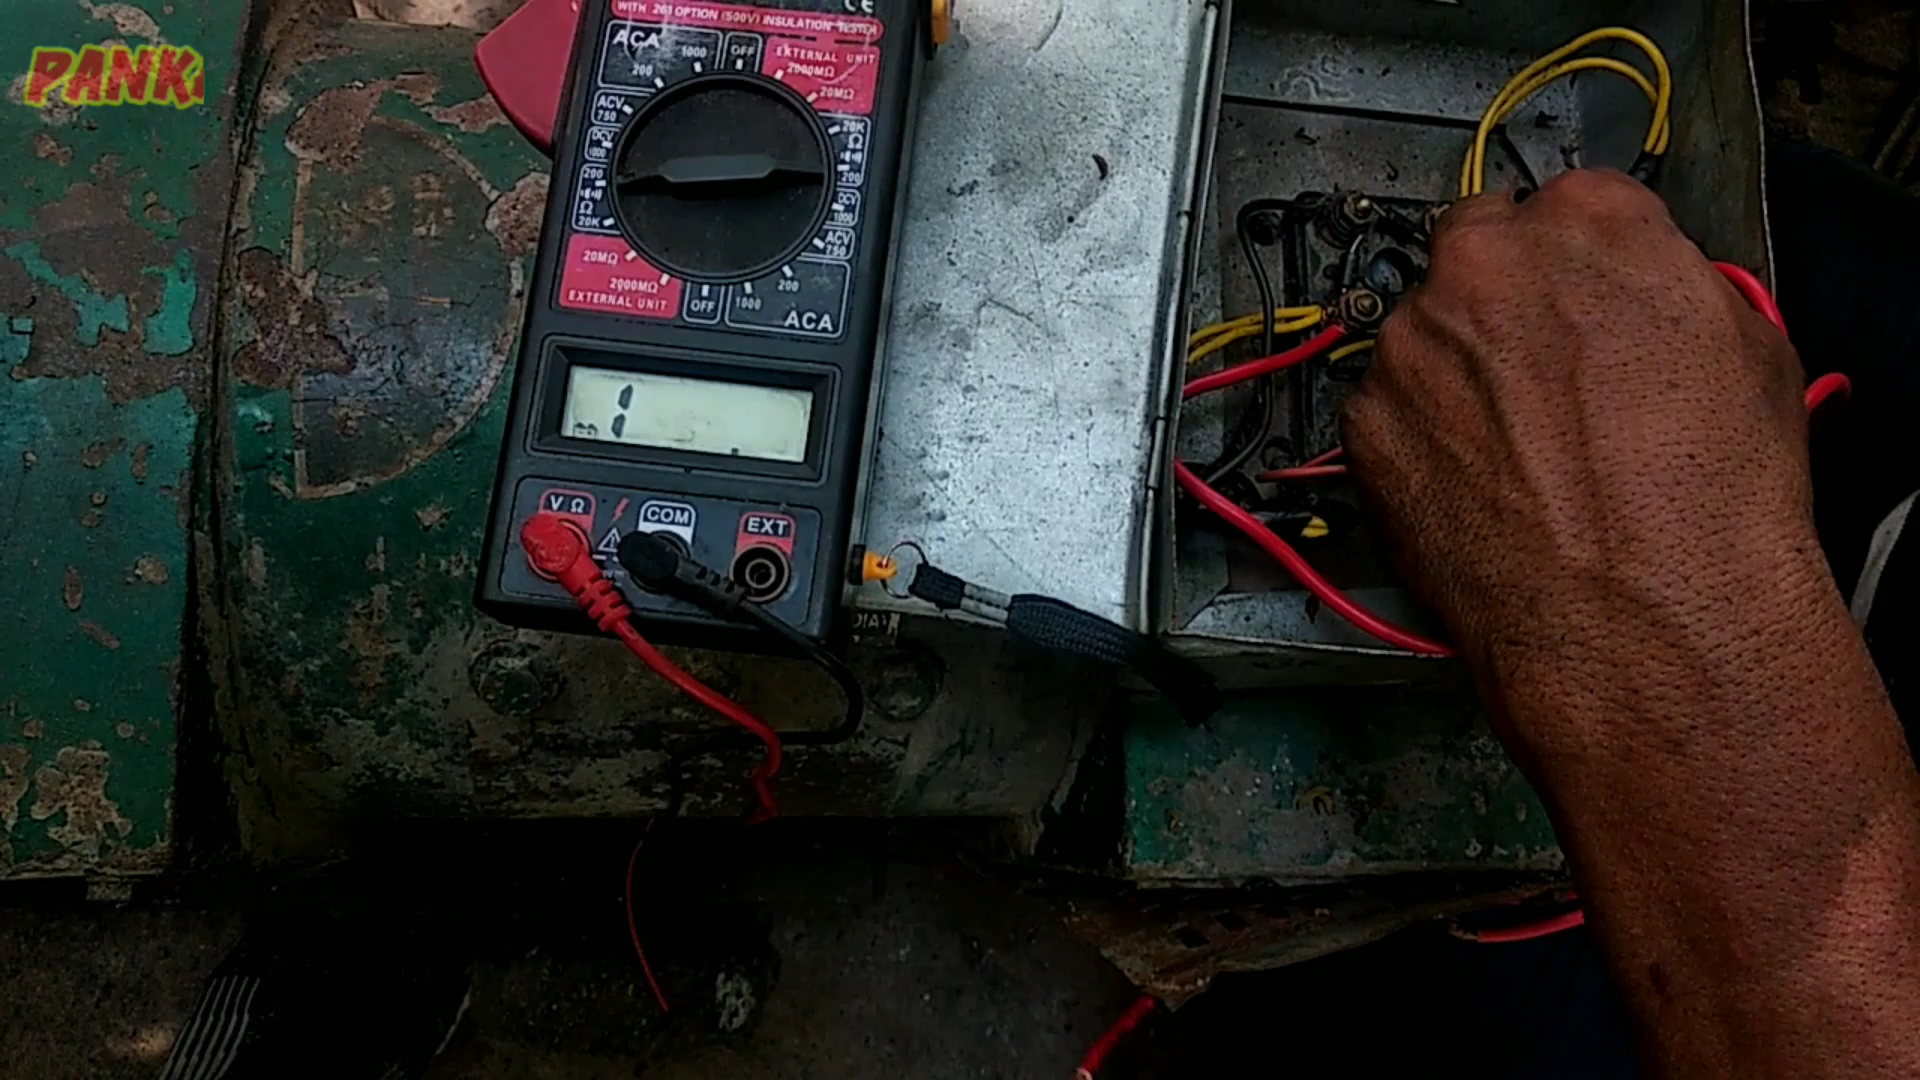 PANK
CE
WITH 261 OPTION (500V) INSULATION TESTER
ACA
1000
200
OFF
EXTERNAL UNIT
2000MΩ
20MΩ
ACV
750
DCV
1000
200
Ω
20K
20K
Ω
200
DCV
1000
ACV
750
20MΩ
2000MΩ
EXTERNAL UNIT
OFF
1000
200
ACA
1
V Ω
COM
EXT